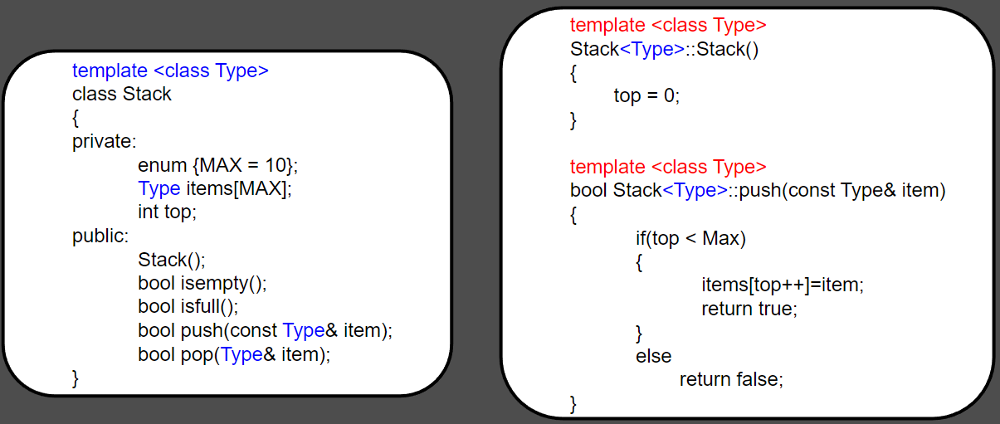 template <class Type>
class Stack
{
private:
enum {MAX = 10};
Type items[MAX];
int top;
public:
Stack();
bool isempty();
bool isfull();
bool push(const Type& item);
bool pop(Type& item);
}
template <class Type>
Stack<Type>::Stack()
{
top = 0;
}
template <class Type>
bool Stack<Type>::push(const Type& item)
{
if(top < Max)
{
items[top++]=item;
return true;
}
else
return false;
}